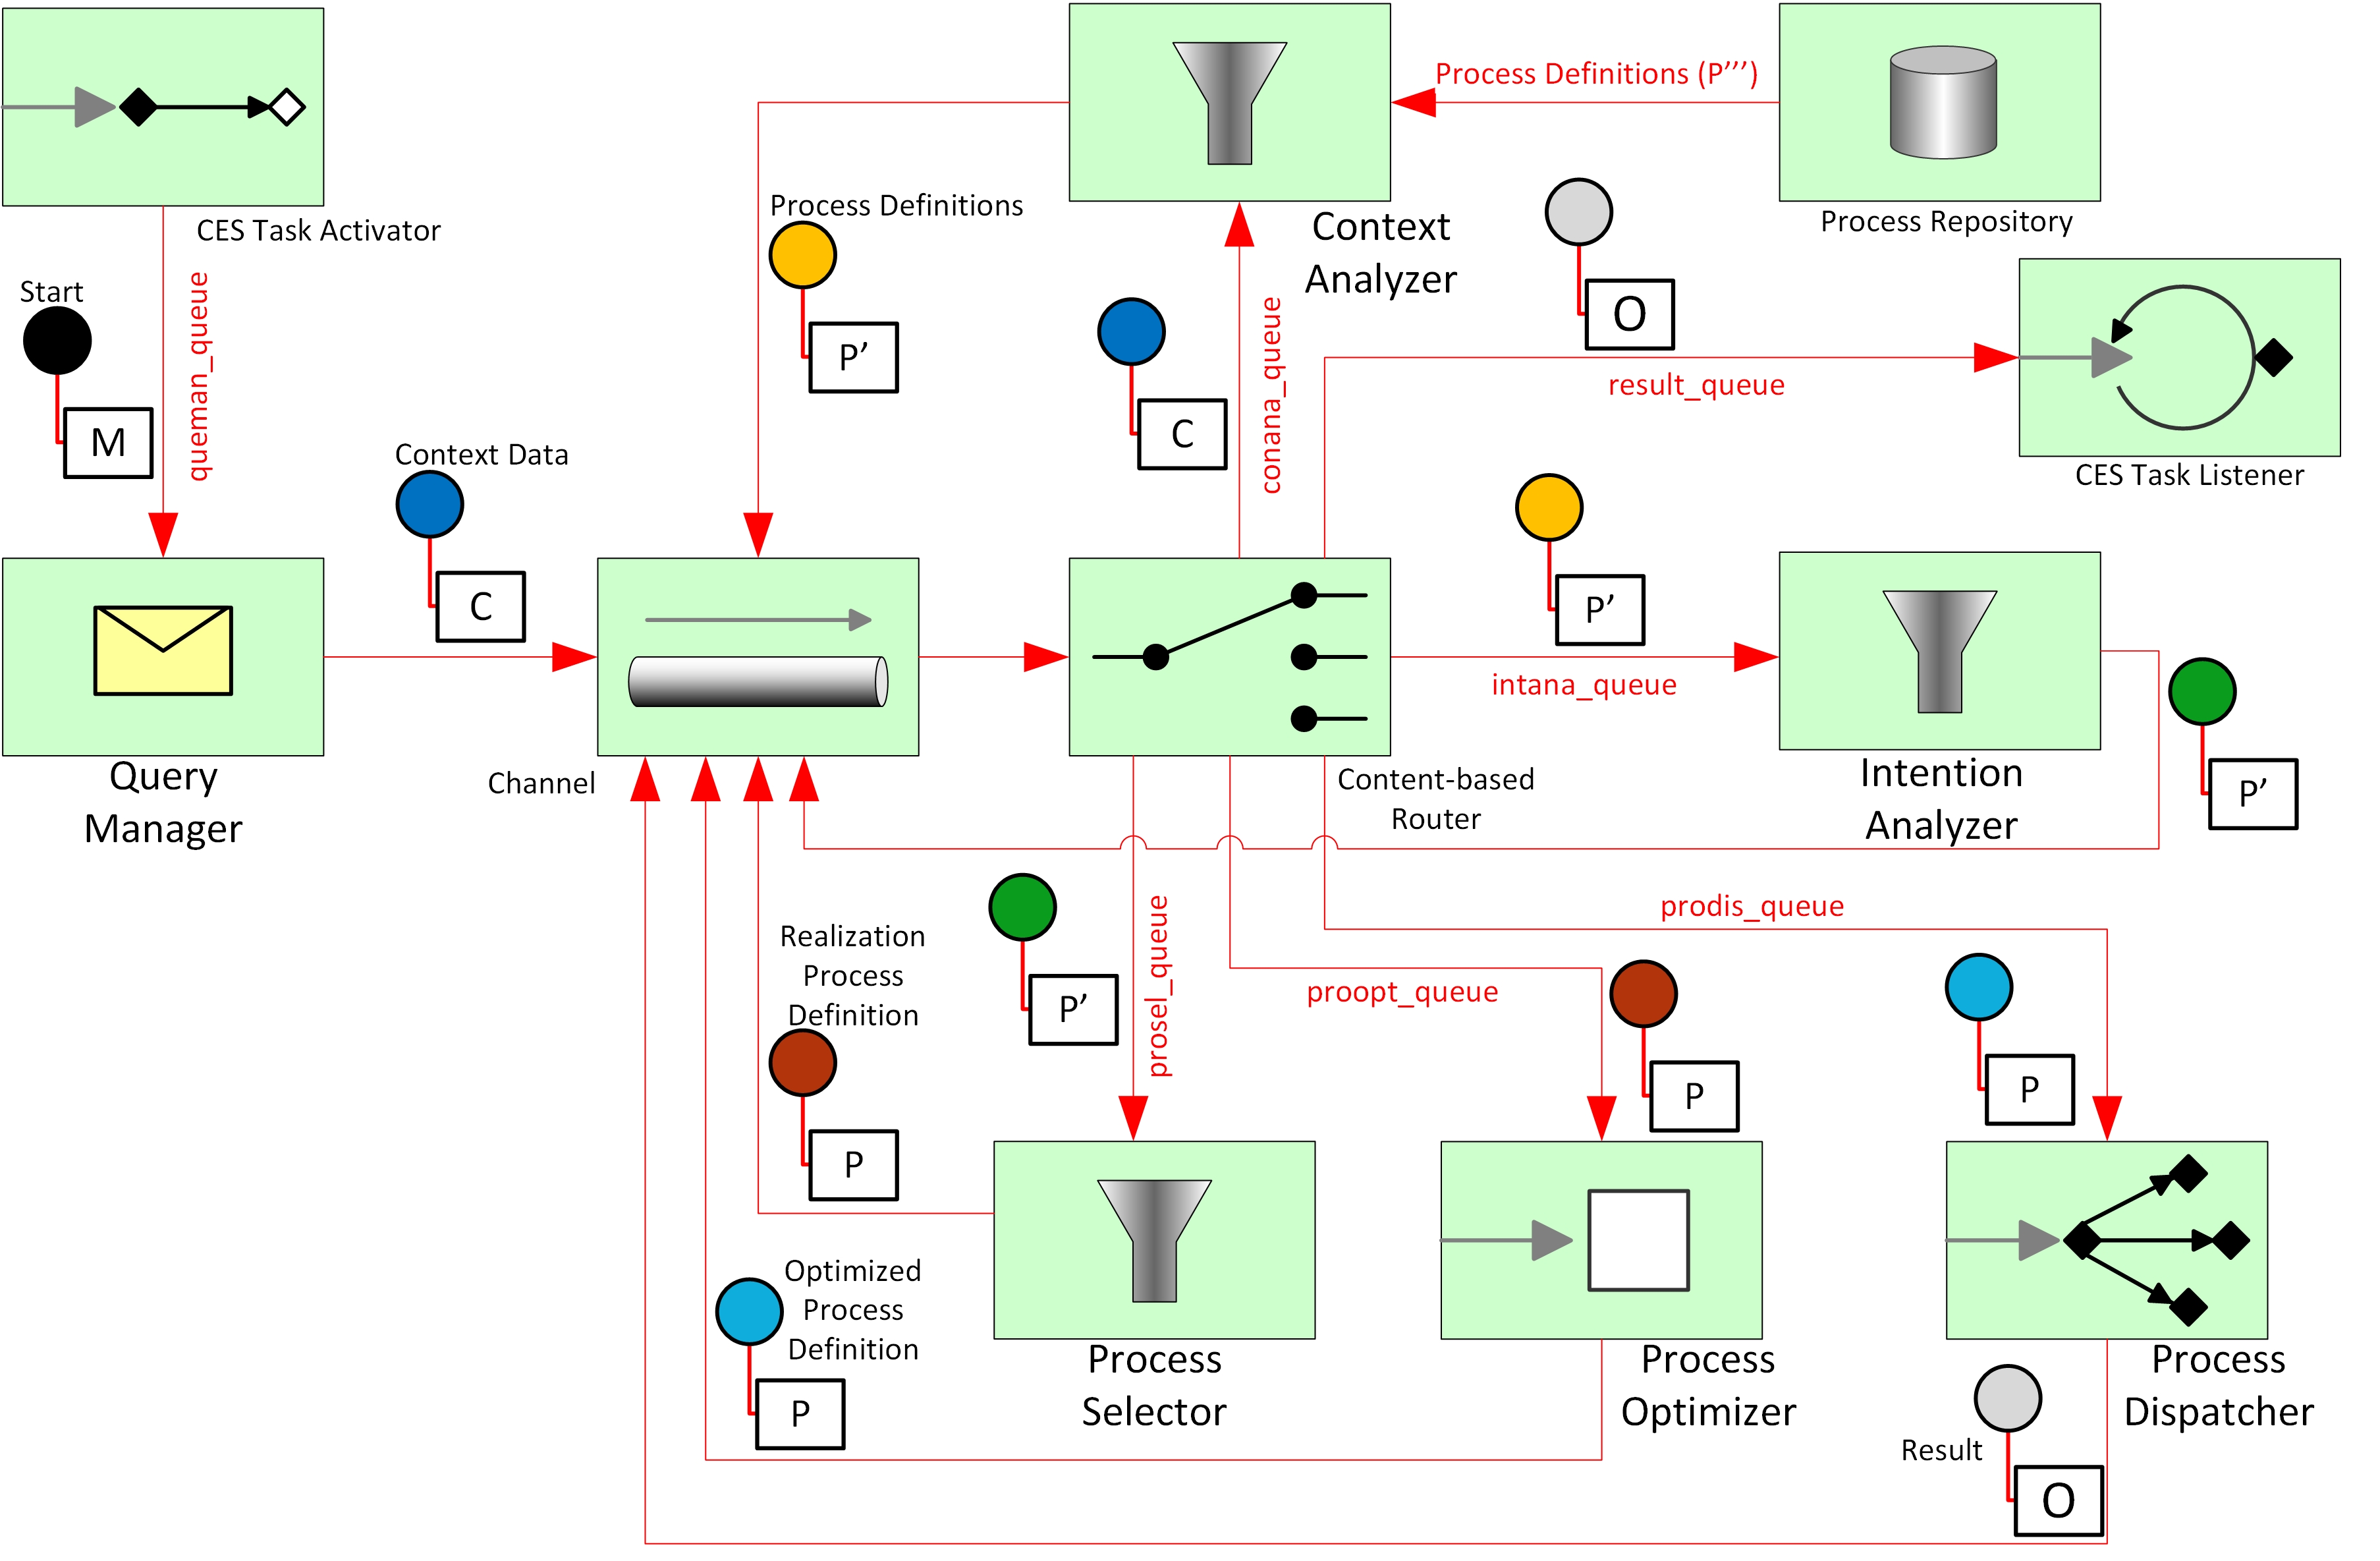 Process Definitions (P’’’)
CES Task Activator
Process Definitions
Context
Analyzer
Process Repository
Start
M
queman_queue
P’
C
conana_queue
O
result_queue
CES Task Listener
Context Data
C
P’
intana_queue
Query
Manager
Channel
Content-based
Router
Intention
Analyzer
P’
Realization
Process
Definition
P
P’
prosel_queue
proopt_queue
prodis_queue
P
P
Optimized
Process
Definition
P
Process
Selector
Process
Optimizer
Process
Dispatcher
Result
O